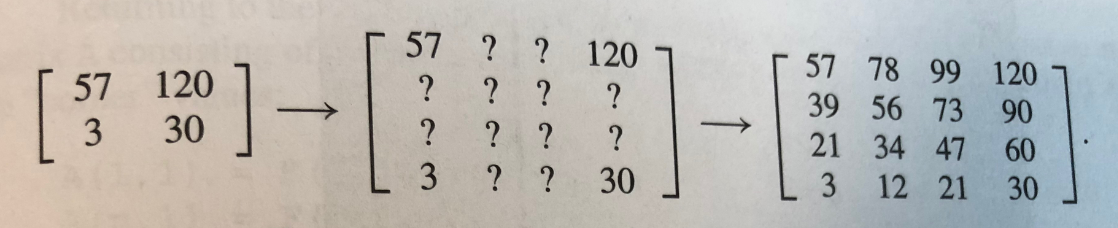 57 120
3 30
→
57 ? ? 120
? ? ? ?
? ? ? ?
3 ? ? 30
→
57 78 99 120
39 56 73 90
21 34 47 60
3 12 21 30
.